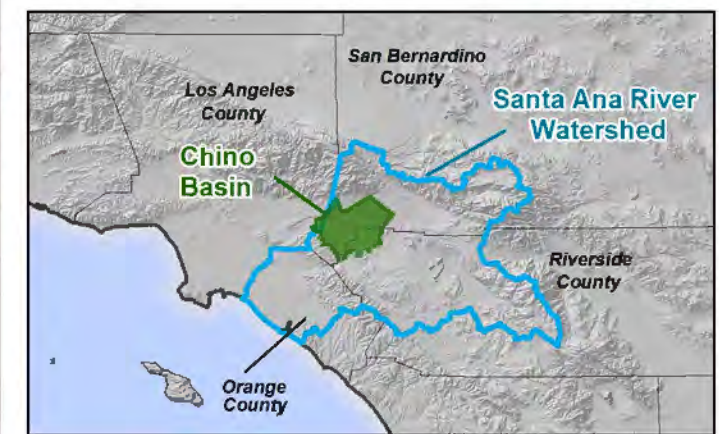 San Bernardino
County
Los Angeles
County
Santa Ana River
Watershed
Chino
Basin
Riverside
County
Orange
County